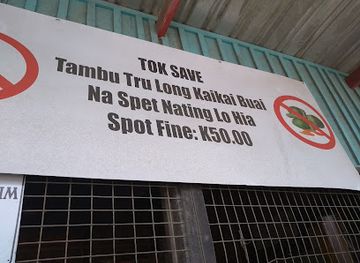 TOK SAVE
Tambu Tru Long Kaikai Buai
Na Spet Nating Lo Hia
Spot Fine: K50.00